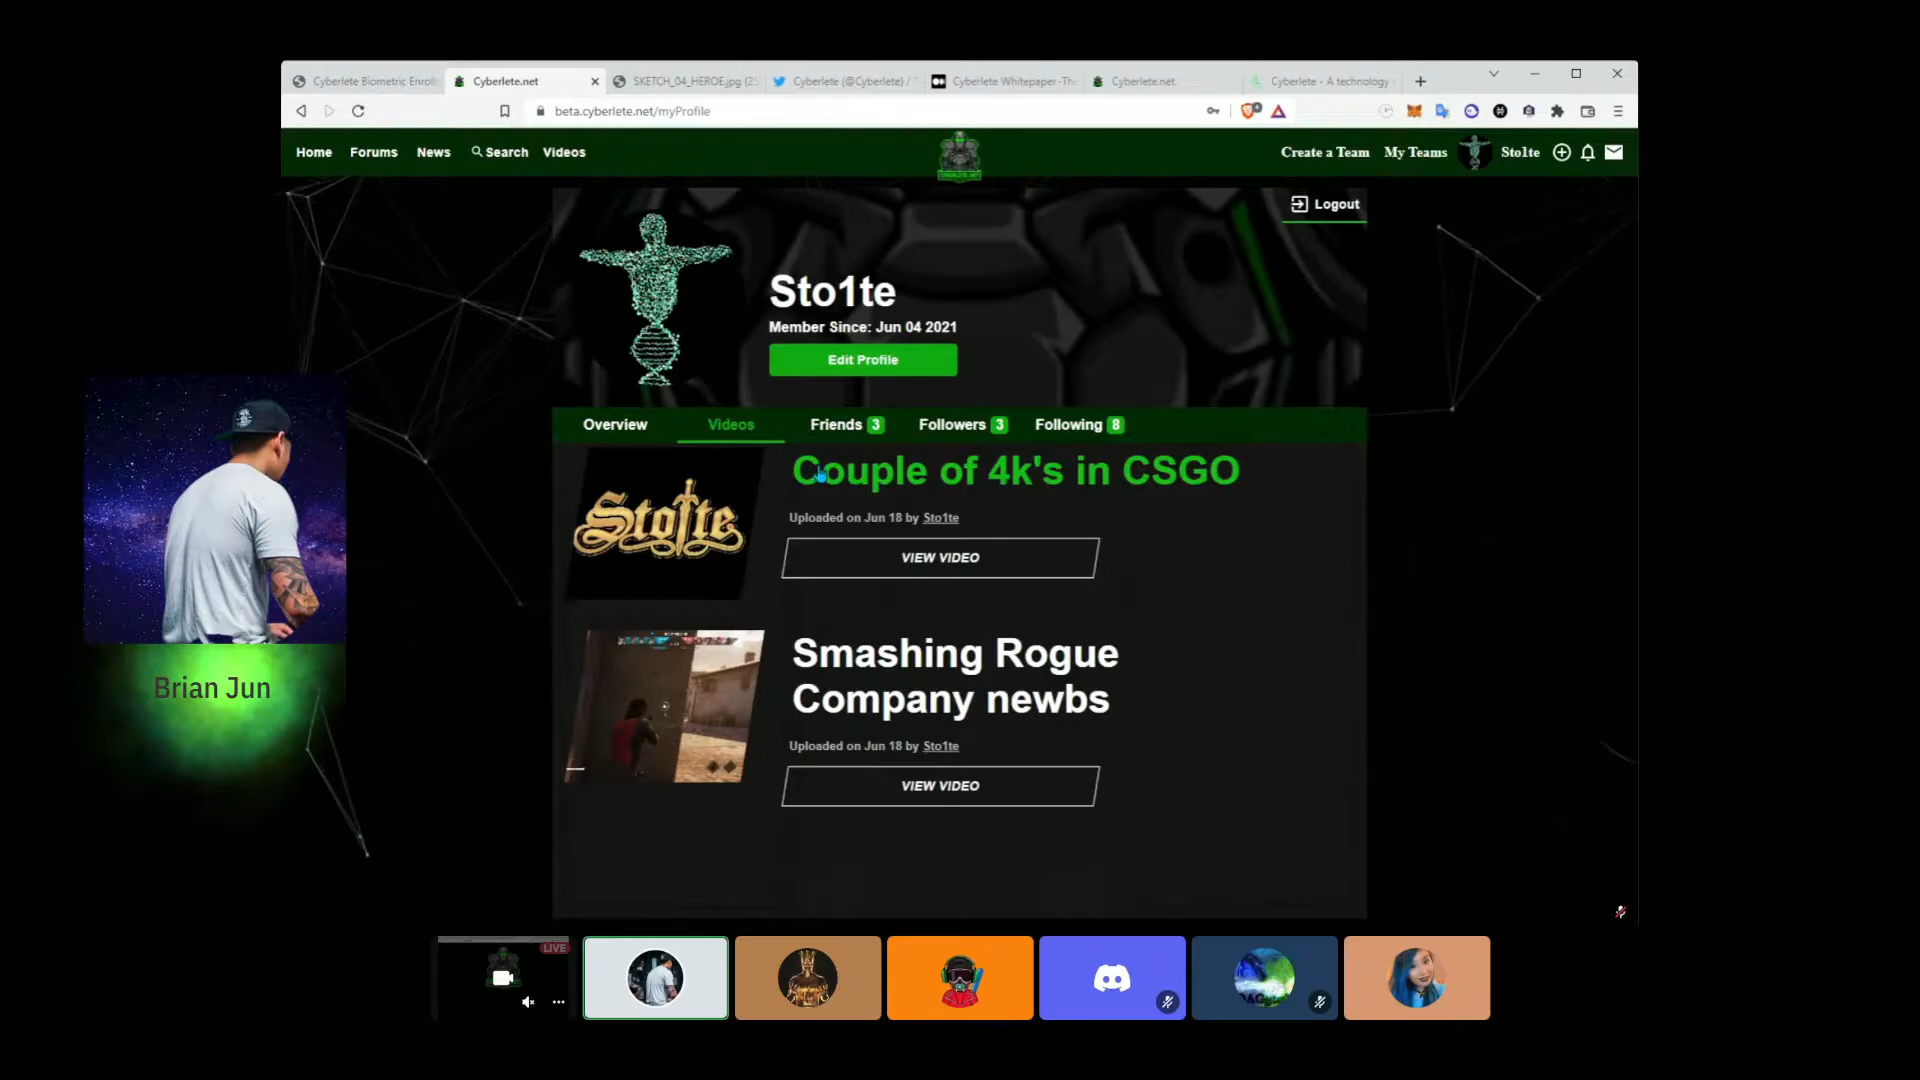 Cyberlete Biometric Enroll
Cyberlete.net
SKETCH_04_HEROE.jpg (25
Cyberlete (@Cyberlete) /
Cyberlete Whitepaper-The
Cyberlete.net
Cyberlete - A technology
beta.cyberlete.net/myProfile
Home Forums News Search Videos
Create a Team My Teams Sto1te
Logout
Sto1te
Member Since: Jun 04 2021
Edit Profile
Overview Videos Friends 3 Followers 3 Following 8
Couple of 4k's in CSGO
Stolte
Uploaded on Jun 18 by Sto1te
VIEW VIDEO
Smashing Rogue
Company newbs
Uploaded on Jun 18 by Sto1te
VIEW VIDEO
Brian Jun
LIVE